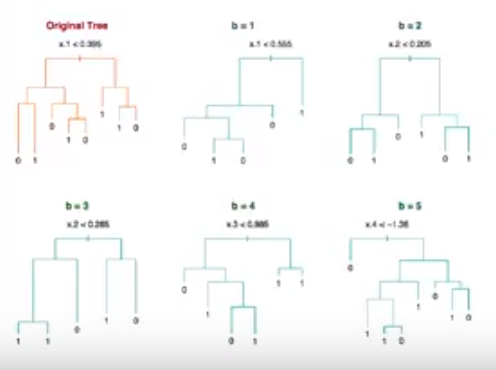 Original Tree
x.1 < 0.395
1
0
1 0
1 0
0 1
b = 1
x.1 < 0.555
1
0
0
1 0
b = 2
x.2 < 0.205
0
1
0 1
0 1
b = 3
x.2 < 0.285
1 0
0
1 1
b = 4
x.3 < 0.985
1 1
0
1
0 1
b = 5
x.4 < -1.36
0
0
1
1 0
1
1 0